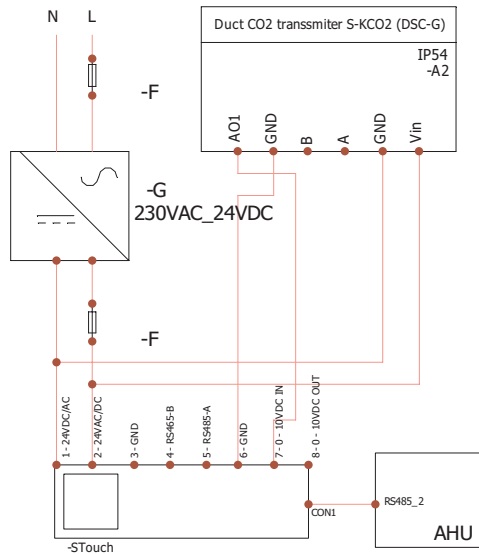 N L
Duct CO2 transsmiter S-KCO2 (DSC-G)
IP54
-A2
-F
AO1
GND
B
A
GND
Vin
-G
230VAC_24VDC
-F
1 - 24VDC/AC
2 - 24VAC/DC
3 - GND
4 - RS465-B
5 - RS485-A
6 - GND
7 - 0 - 10VDC IN
8 - 0 - 10VDC OUT
CON1
RS485_2
AHU
-STouch